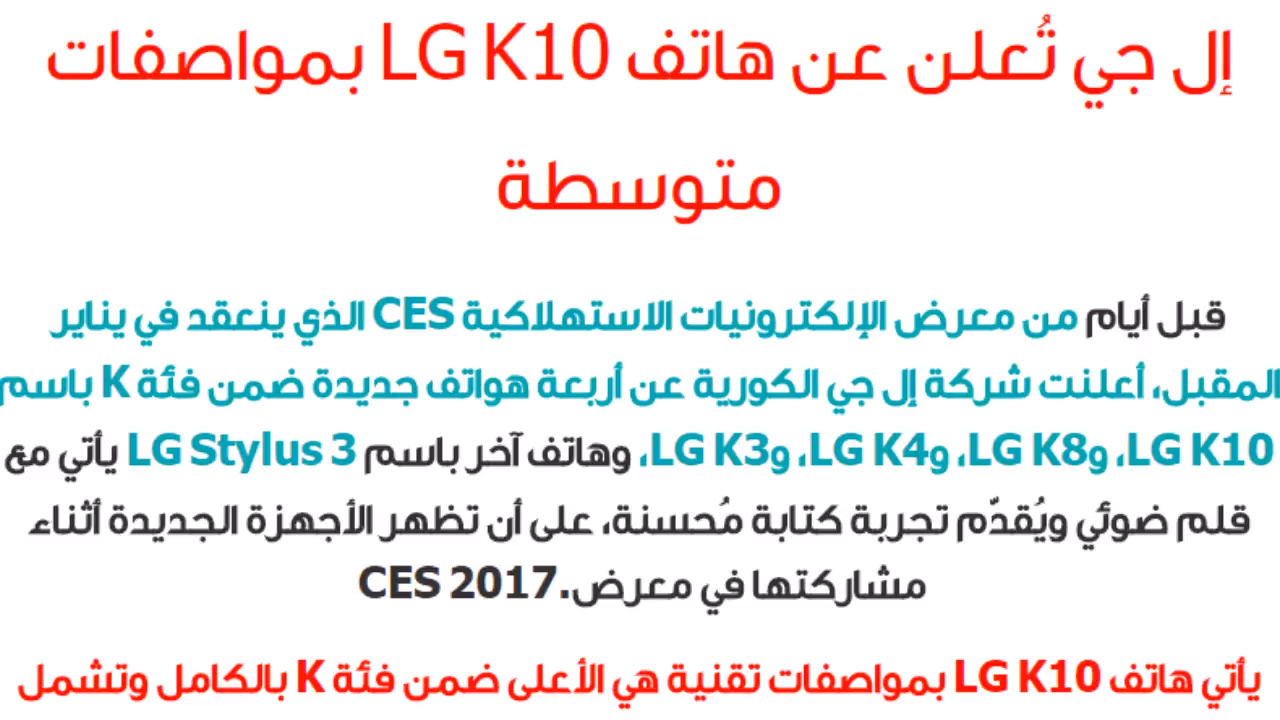 إل جي تُعلن عن هاتف LG K10 بمواصفات
متوسطة
قبل أيام من معرض الإلكترونيات الاستهلاكية CES الذي ينعقد في يناير
المقبل، أعلنت شركة إل جي الكورية عن أربعة هواتف جديدة ضمن فئة K باسم
LG K10، وLG K8، وLG K4، وLG K3، وهاتف آخر باسم LG Stylus 3 يأتي مع
قلم ضوئي ويُقدّم تجربة كتابة مُحسنة، على أن تظهر الأجهزة الجديدة أثناء
مشاركتها في معرض.CES 2017
يأتي هاتف LG K10 بمواصفات تقنية هي الأعلى ضمن فئة K بالكامل وتشمل